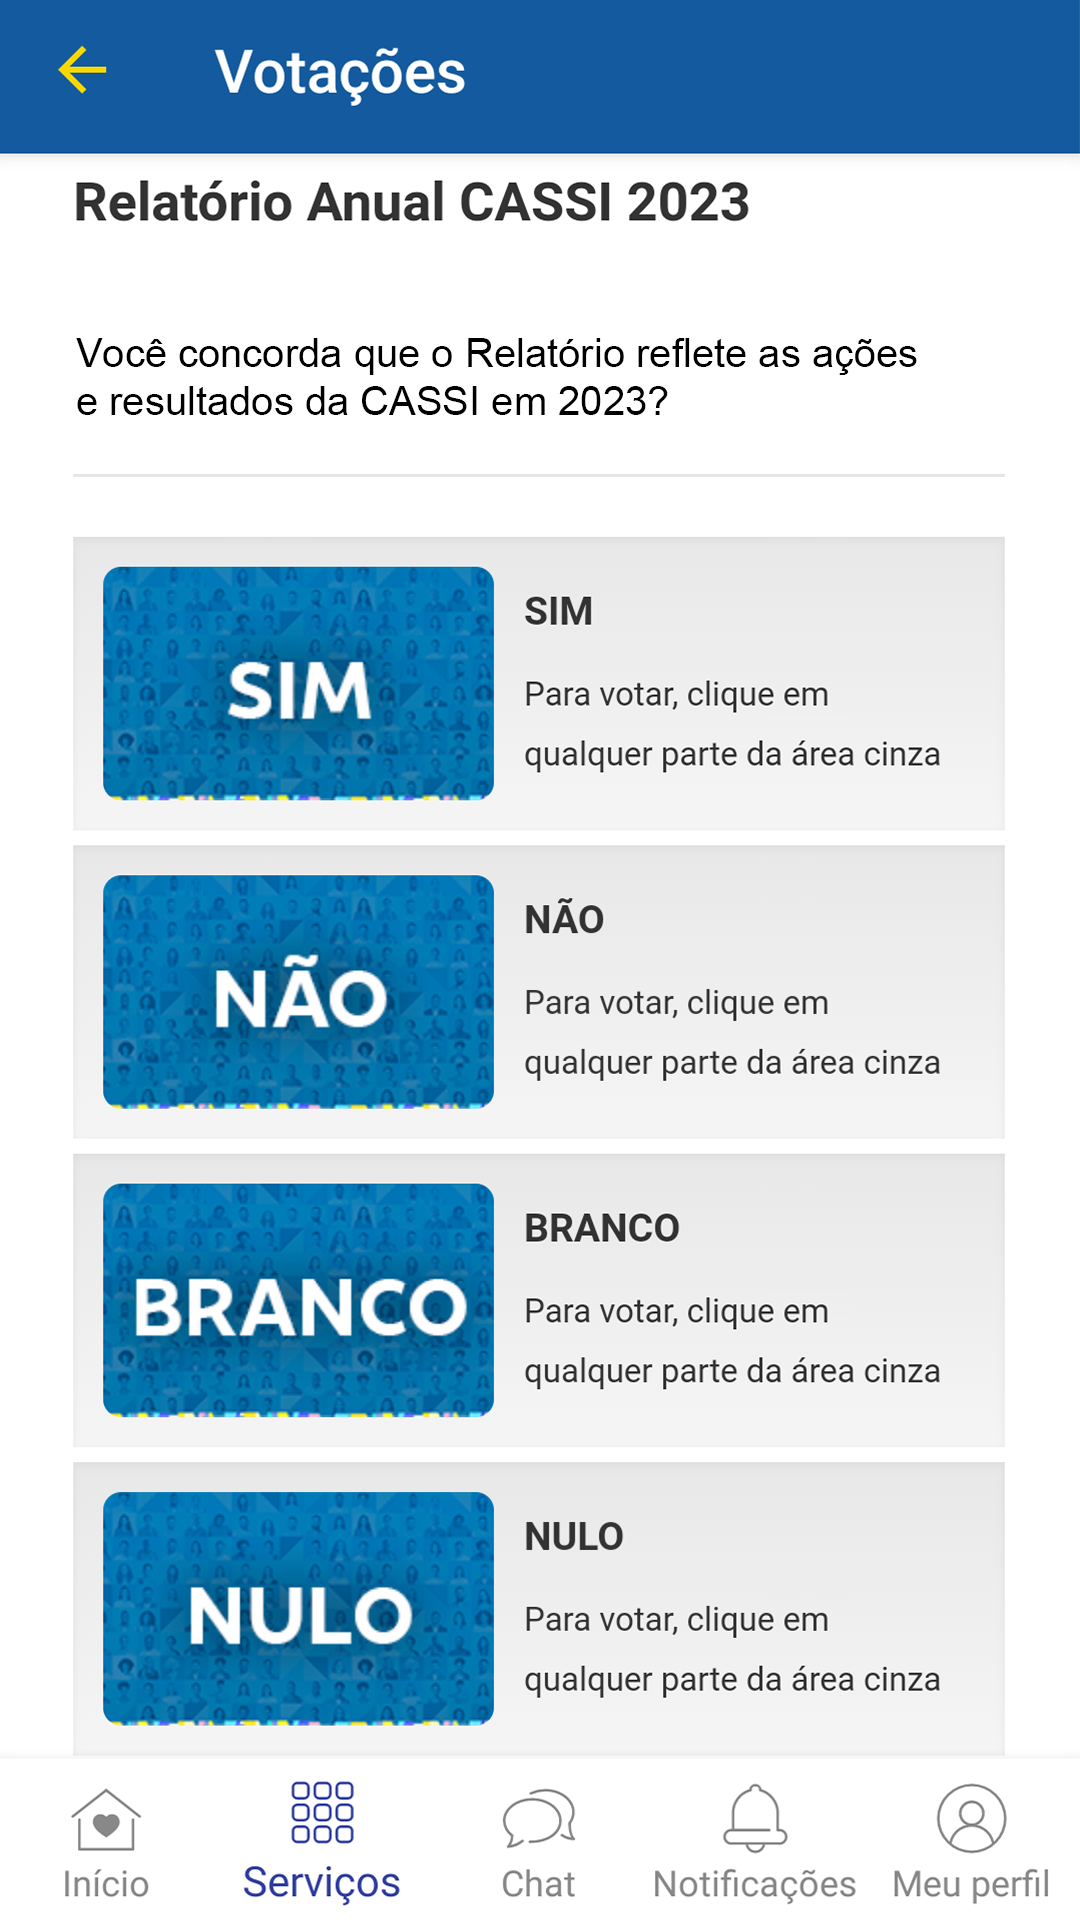 Votações
Relatório Anual CASSI 2023
Você concorda que o Relatório reflete as ações
e resultados da CASSI em 2023?
SIM
SIM
Para votar, clique em
qualquer parte da área cinza
NÃO
NÃO
Para votar, clique em
qualquer parte da área cinza
BRANCO
BRANCO
Para votar, clique em
qualquer parte da área cinza
NULO
NULO
Para votar, clique em
qualquer parte da área cinza
Início
Serviços
Chat
Notificações
Meu perfil